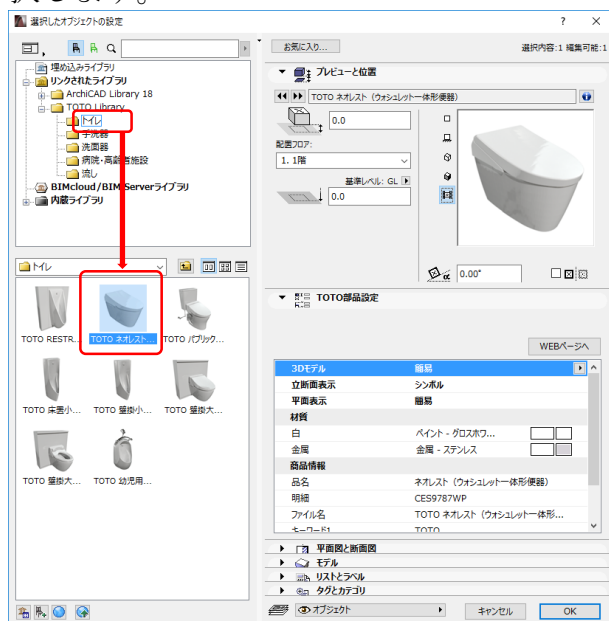 選択したオブジェクトの設定
? ×
お気に入り...
選択内容:1 編集可能:1
埋め込みライブラリ
リンクされたライブラリ
ArchiCAD Library 18
TOTO Library
トイレ
手洗器
洗面器
病院・高齢者施設
流し
BIMcloud/BIM Serverライブラリ
内蔵ライブラリ
プレビューと位置
TOTO ネオレスト (ウォシュレット一体形便器)
0.0
配置フロア:
1. 1階
基準レベル: GL
0.0
α 0.00°
トイレ
TOTO RESTR...
TOTO ネオレスト...
TOTO パブリック...
TOTO 床置小...
TOTO 壁掛小...
TOTO 壁掛大...
TOTO 壁掛大...
TOTO 幼児用...
TOTO部品設定
WEBページへ
3Dモデル 簡易
立断面表示 シンボル
平面表示 簡易
材質
白 ペイント - グロスホワ...
金属 金属 - ステンレス
商品情報
品名 ネオレスト (ウォシュレット一体形便器)
明細 CES9787WP
ファイル名 TOTO ネオレスト (ウォシュレット一体形...
キーワード1 TOTO
平面図と断面図
モデル
リストとラベル
タグとカテゴリ
オブジェクト
キャンセル
OK